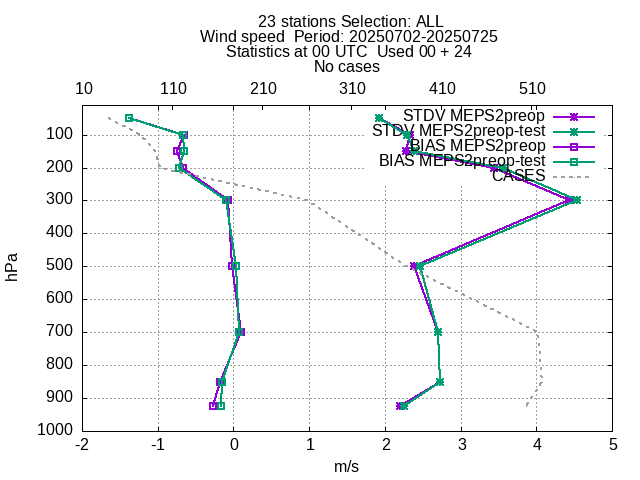 23 stations Selection: ALL
Wind speed  Period: 20250702-20250725
Statistics at 00 UTC  Used 00 + 24
No cases
10 110 210 310 410 510
STDV MEPS2preop
STDV MEPS2preop-test
BIAS MEPS2preop
BIAS MEPS2preop-test
CASES
100
200
300
400
500
600
700
800
900
1000
hPa
-2 -1 0 1 2 3 4 5
m/s